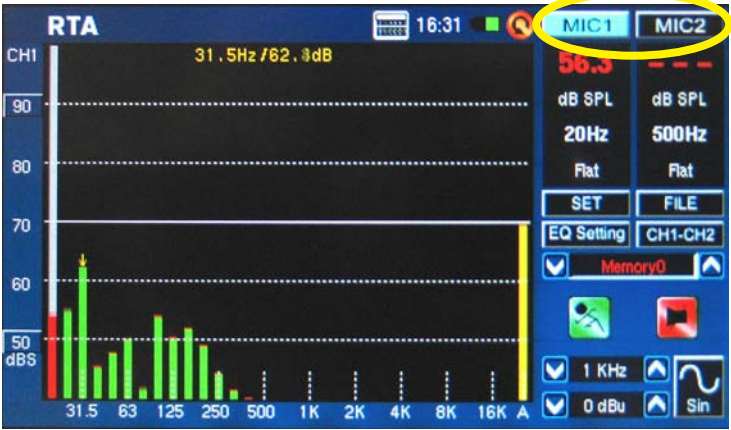 RTA 16:31 MIC1 MIC2
CH1 31.5Hz/62.8dB 56.3 ---
90 dB SPL dB SPL
20Hz 500Hz
80 Flat Flat
SET FILE
70 EQ Setting CH1-CH2
Memory0
60
50
dBS
1 KHz
31.5 63 125 250 500 1K 2K 4K 8K 16K A 0 dBu Sin